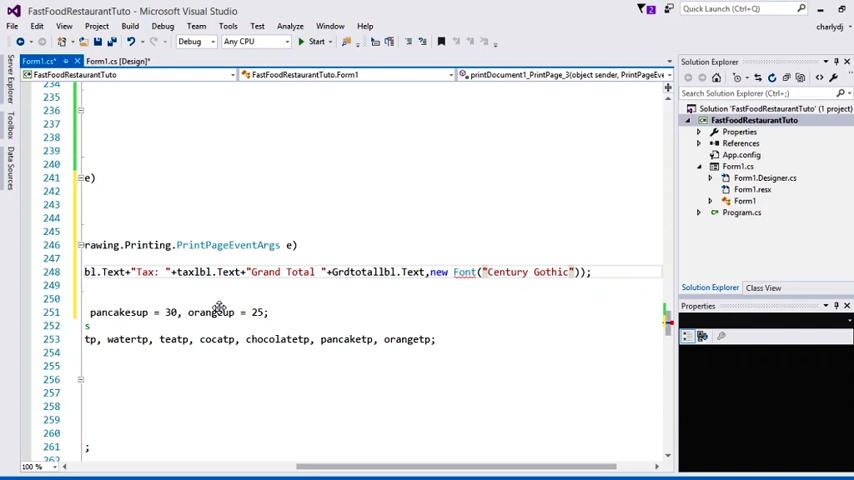 FastFoodRestaurantTuto - Microsoft Visual Studio
2
Quick Launch (Ctrl+Q)
File Edit View Project Build Debug Team Tools Test Analyze Window Help
charlydj
Debug Any CPU Start
Form1.cs* Form1.cs [Design]*
FastFoodRestaurantTuto
FastFoodRestaurantTuto.Form1
printDocument1_PrintPage_3(object sender, PrintPageEve
Server Explorer
Toolbox
Data Sources
234
235
236
237
238
239
240
241 e)
242
243
244
245
246 rawing.Printing.PrintPageEventArgs e)
247
248 bl.Text+"Tax: "+taxlbl.Text+"Grand Total "+Grdtotallbl.Text,new Font("Century Gothic"));
249
250
251 pancakesup = 30, orangeup = 25;
252 s
253 tp, watertp, teatp, cocatp, chocolatetp, pancaketp, orangetp;
254
255
256
257
258
259
260
261 ;
262
100 %
Solution Explorer
Search Solution Explorer (Ctrl+;)
Solution 'FastFoodRestaurantTuto' (1 project)
FastFoodRestaurantTuto
Properties
References
App.config
Form1.cs
Form1.Designer.cs
Form1.resx
Form1
Program.cs
Solution Explorer Class View
Properties